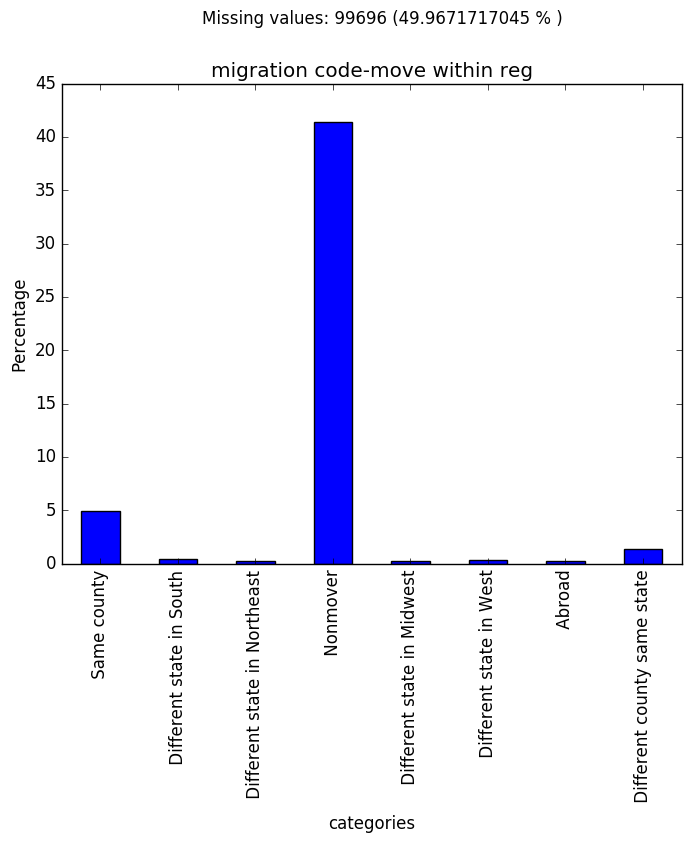 Missing values: 99696 (49.9671717045 % )
migration code-move within reg
45
40
35
30
25
20
15
10
5
0
Percentage
Same county
Different state in South
Different state in Northeast
Nonmover
Different state in Midwest
Different state in West
Abroad
Different county same state
categories